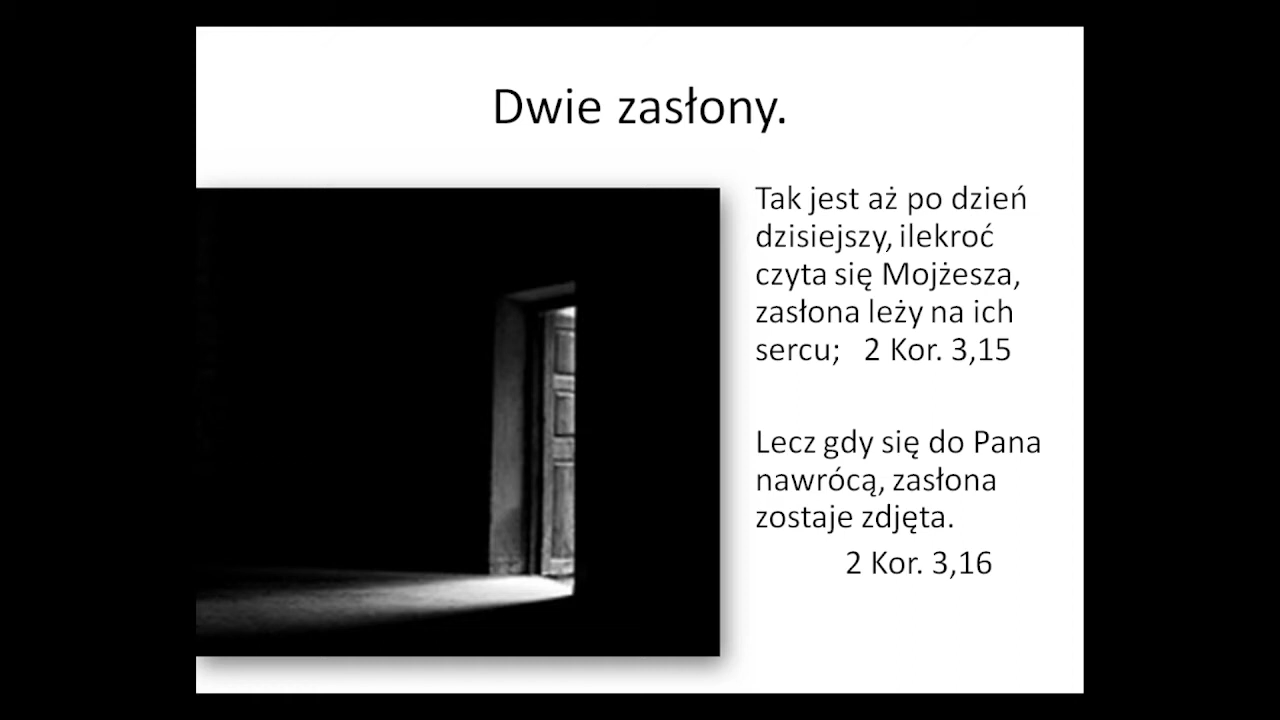 Dwie zasłony.
Tak jest aż po dzień
dzisiejszy, ilekroć
czyta się Mojżesza,
zasłona leży na ich
sercu; 2 Kor. 3,15
Lecz gdy się do Pana
nawrócą, zasłona
zostaje zdjęta.
2 Kor. 3,16